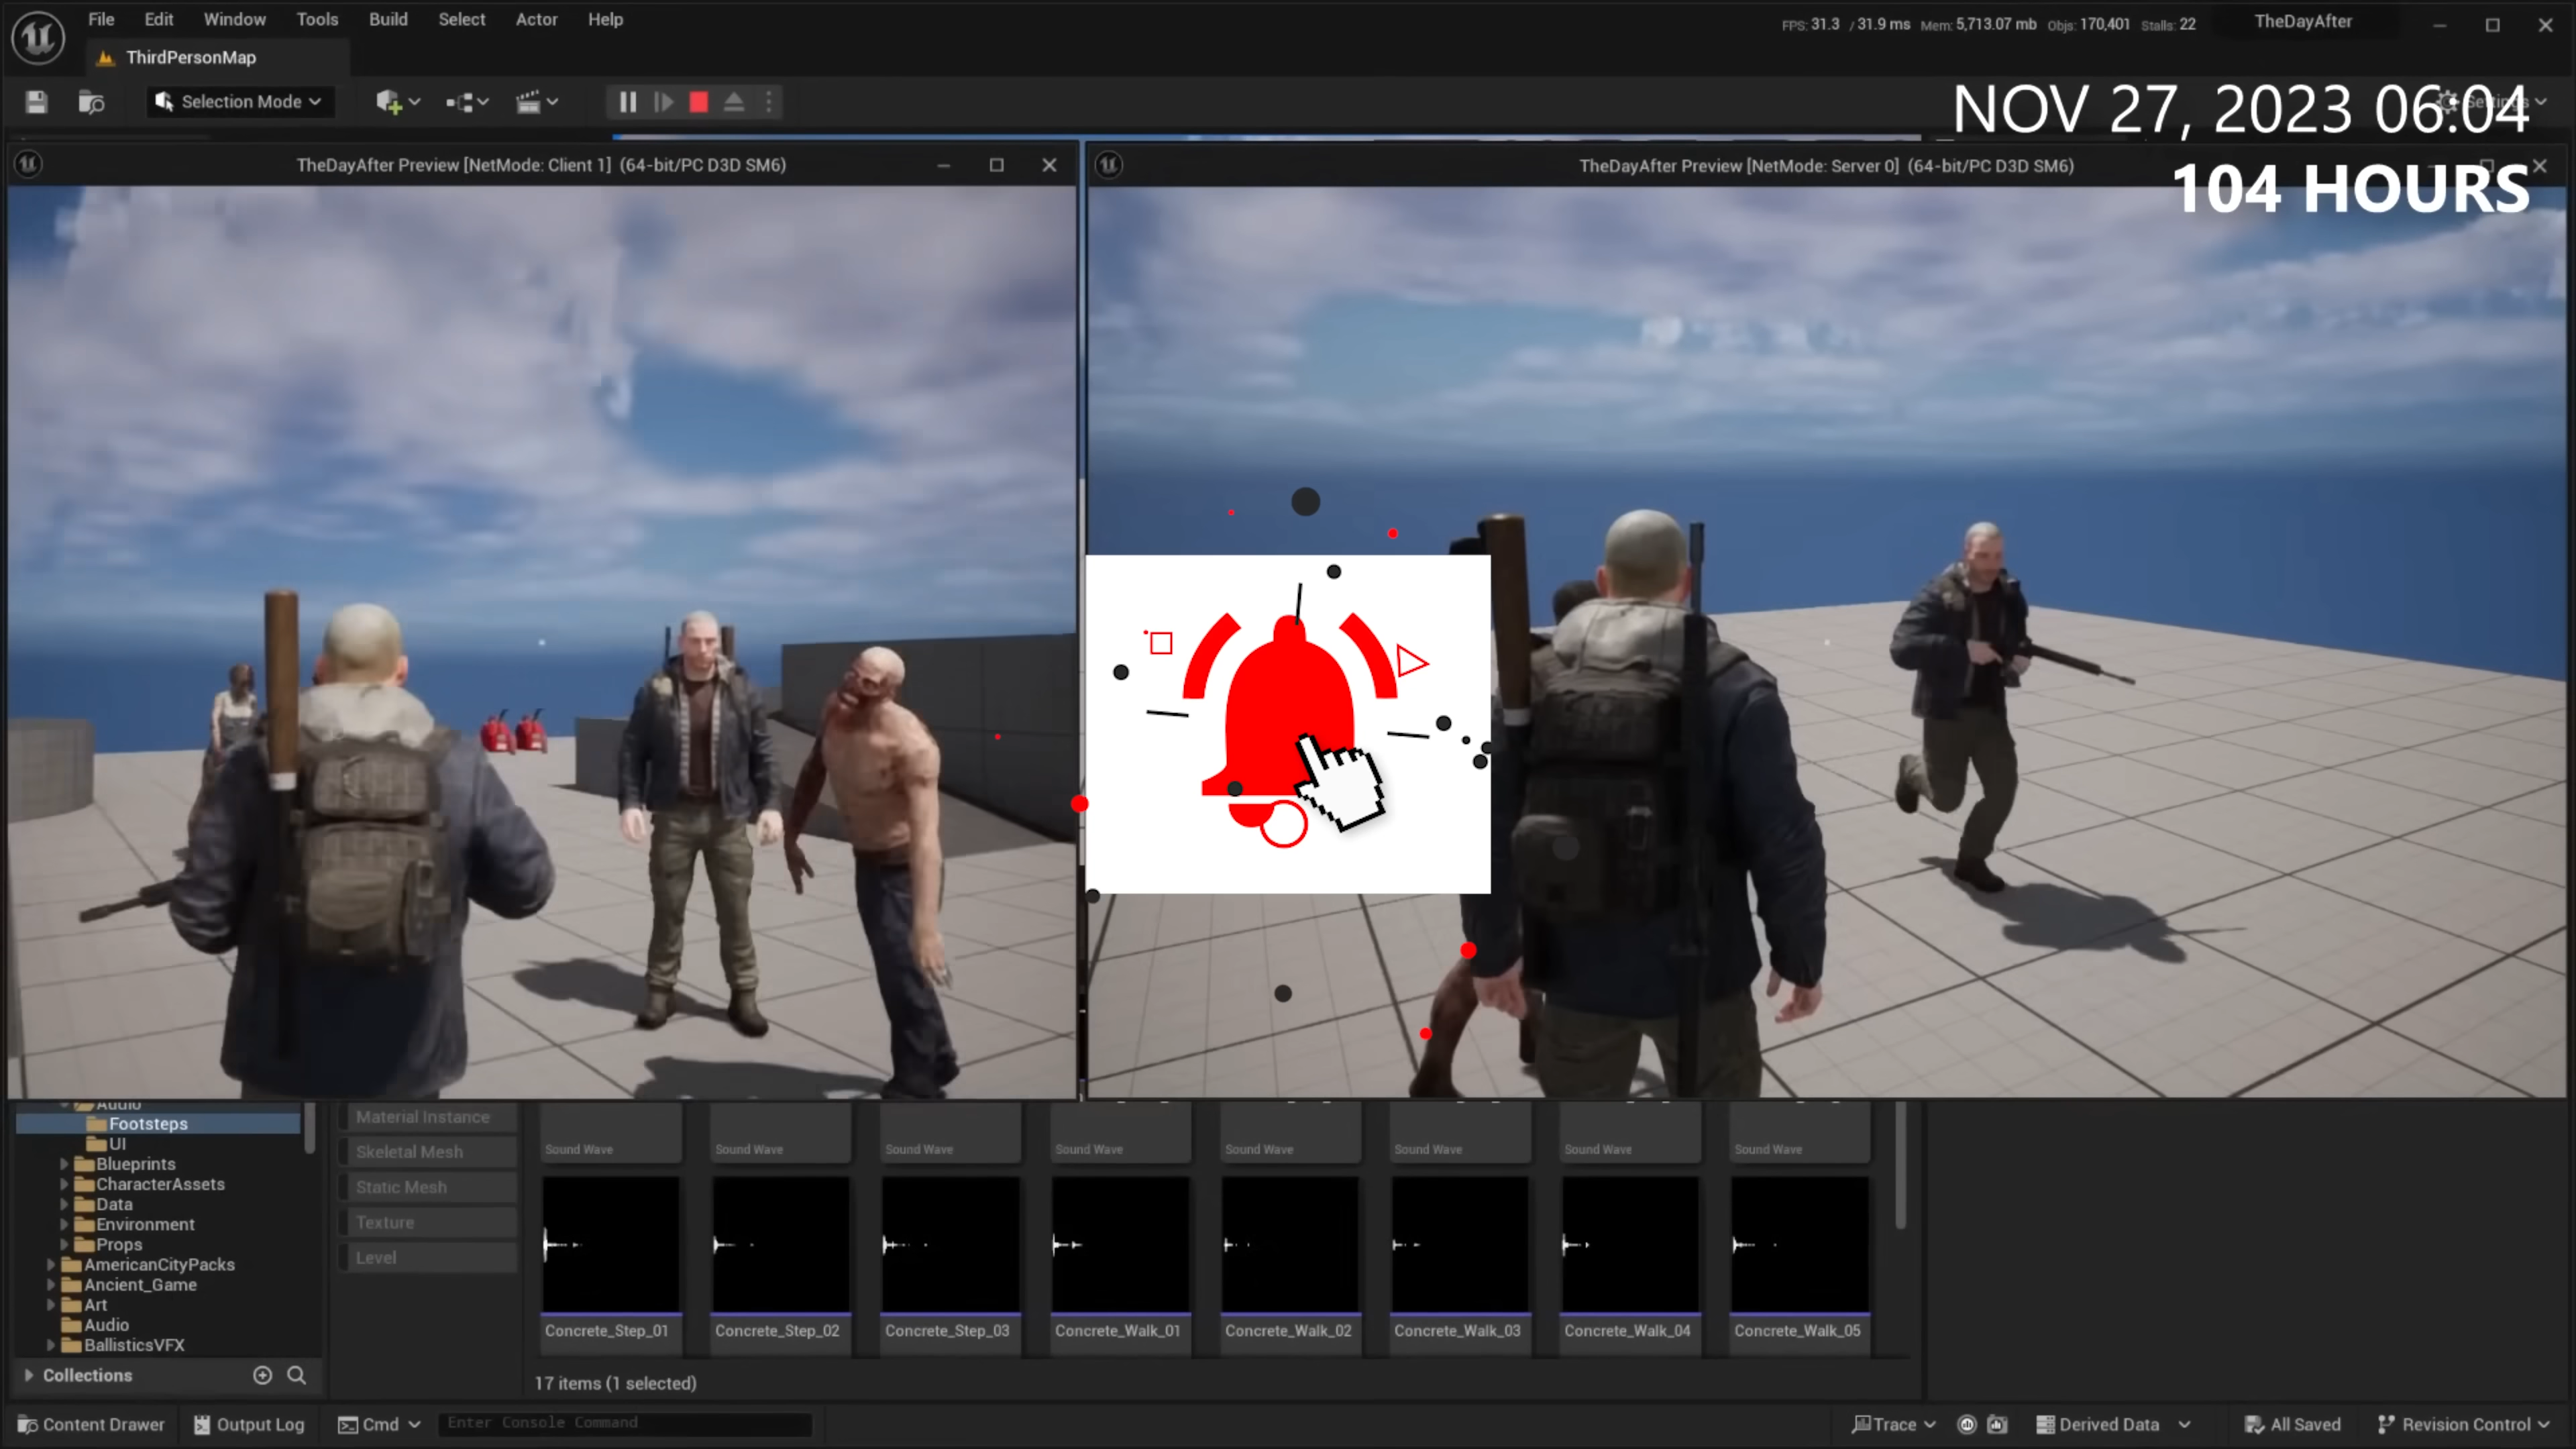 File Edit Window Tools Build Select Actor Help
FPS: 31.3 / 31.9 ms Mem: 5,713.07 mb Objs: 170,401 Stalls: 22
TheDayAfter
ThirdPersonMap
Selection Mode
Settings
NOV 27, 2023 06:04
104 HOURS
TheDayAfter Preview [NetMode: Client 1] (64-bit/PC D3D SM6)
TheDayAfter Preview [NetMode: Server 0] (64-bit/PC D3D SM6)
Audio
Footsteps
UI
Blueprints
CharacterAssets
Data
Environment
Props
AmericanCityPacks
Ancient_Game
Art
Audio
BallisticsVFX
Collections
Material Instance
Skeletal Mesh
Static Mesh
Texture
Level
Sound Wave Sound Wave Sound Wave Sound Wave Sound Wave Sound Wave Sound Wave Sound Wave
Concrete_Step_01 Concrete_Step_02 Concrete_Step_03 Concrete_Walk_01 Concrete_Walk_02 Concrete_Walk_03 Concrete_Walk_04 Concrete_Walk_05
17 items (1 selected)
Content Drawer Output Log Cmd Enter Console Command Trace Derived Data All Saved Revision Control